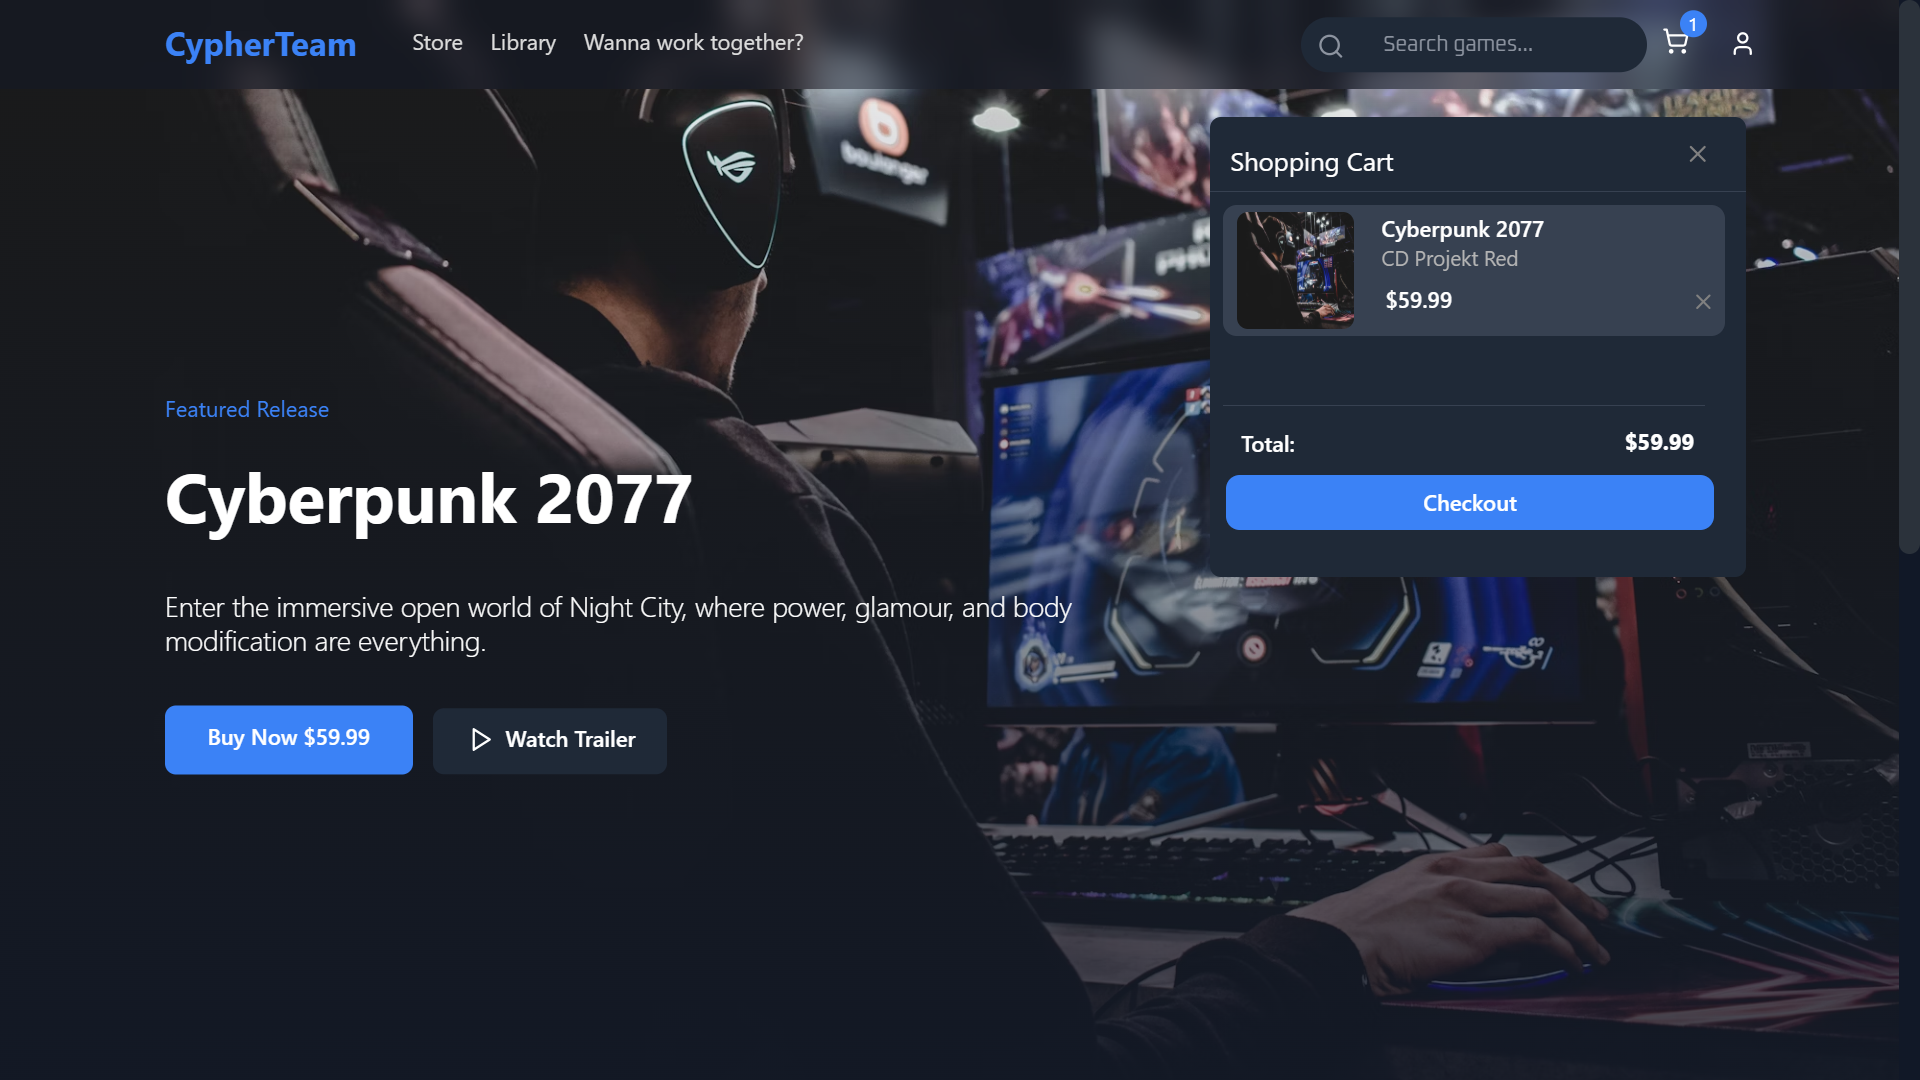 CypherTeam
Store
Library
Wanna work together?
Search games...
1
boulanger
Shopping Cart
Cyberpunk 2077
CD Projekt Red
$59.99
Total:
$59.99
Checkout
Featured Release
Cyberpunk 2077
Enter the immersive open world of Night City, where power, glamour, and body
modification are everything.
Buy Now $59.99
Watch Trailer